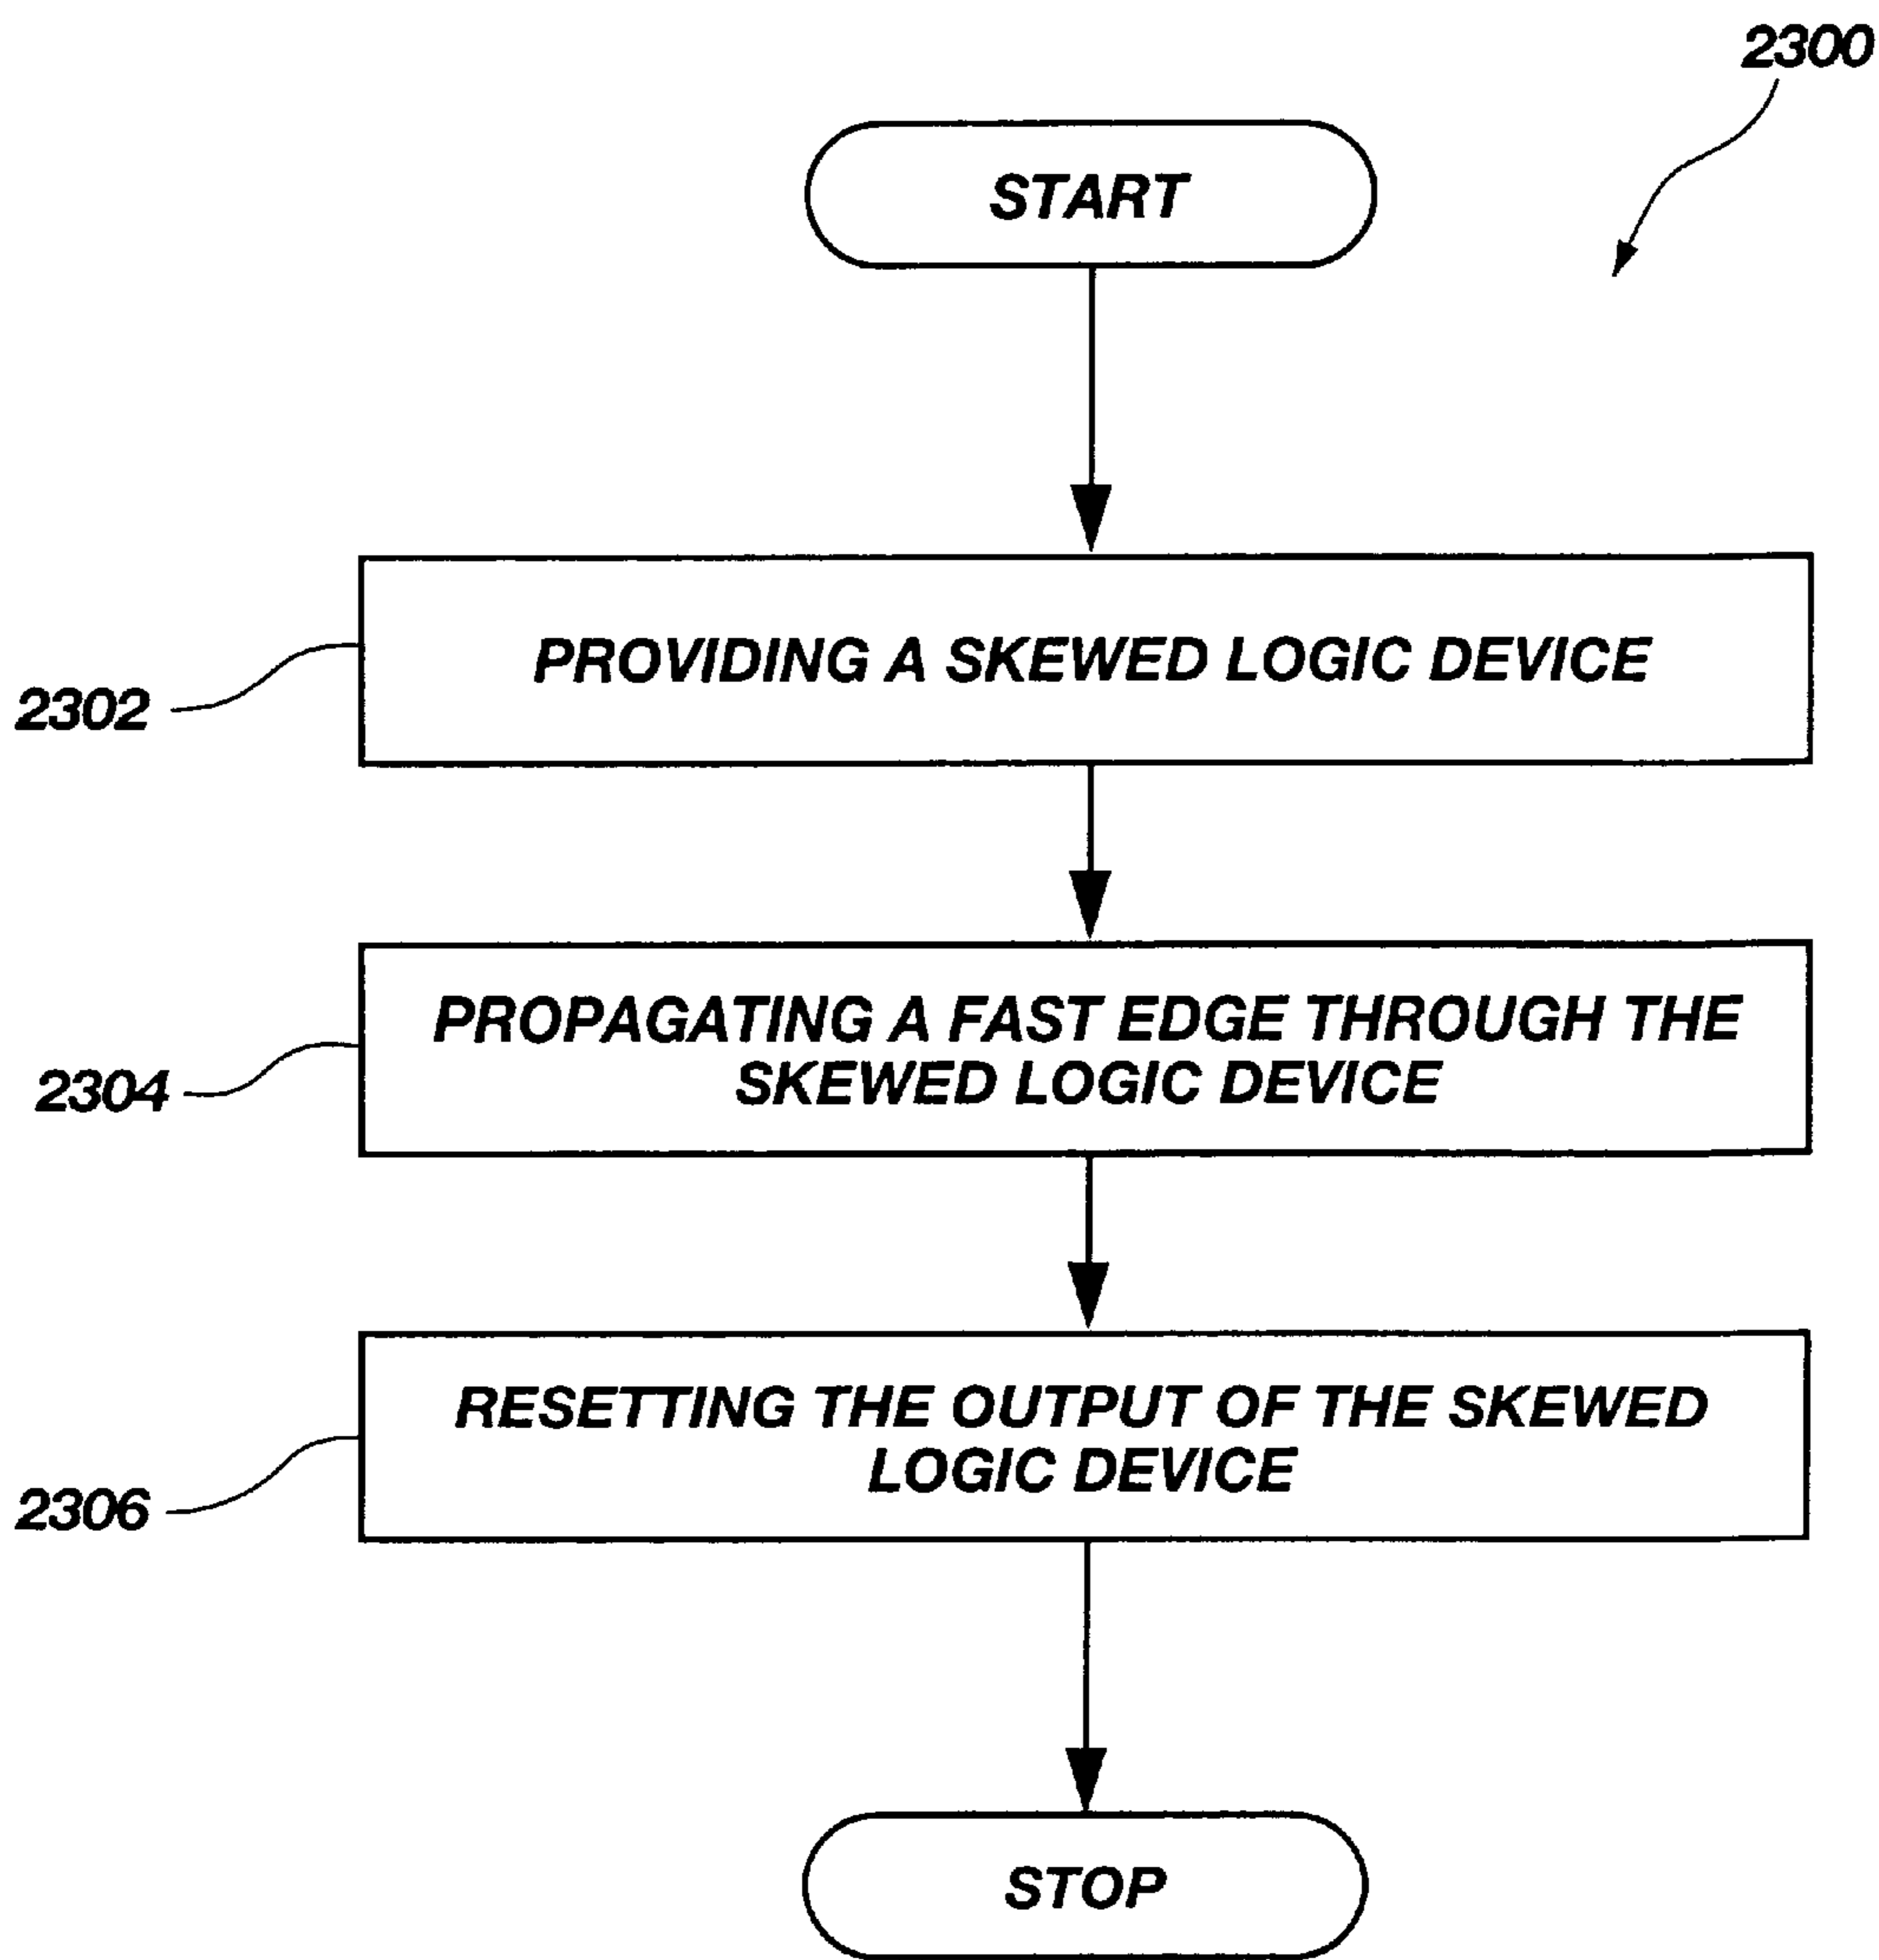 2300
START
PROVIDING A SKEWED LOGIC DEVICE
2302
PROPAGATING A FAST EDGE THROUGH THE
SKEWED LOGIC DEVICE
2304
RESETTING THE OUTPUT OF THE SKEWED
LOGIC DEVICE
2306
STOP